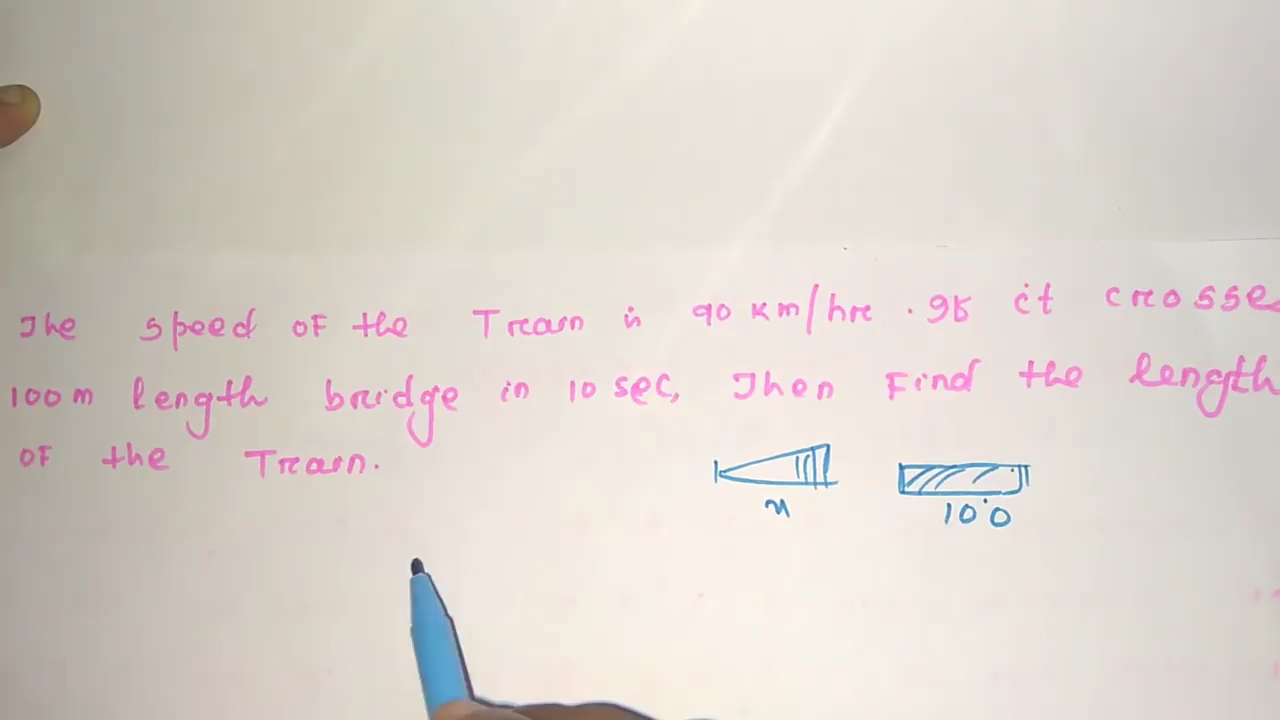 The speed of the Train is 90 km/hr . If it crosse
100m length bridge in 10 sec, Then Find the length
of the Train.
x
100